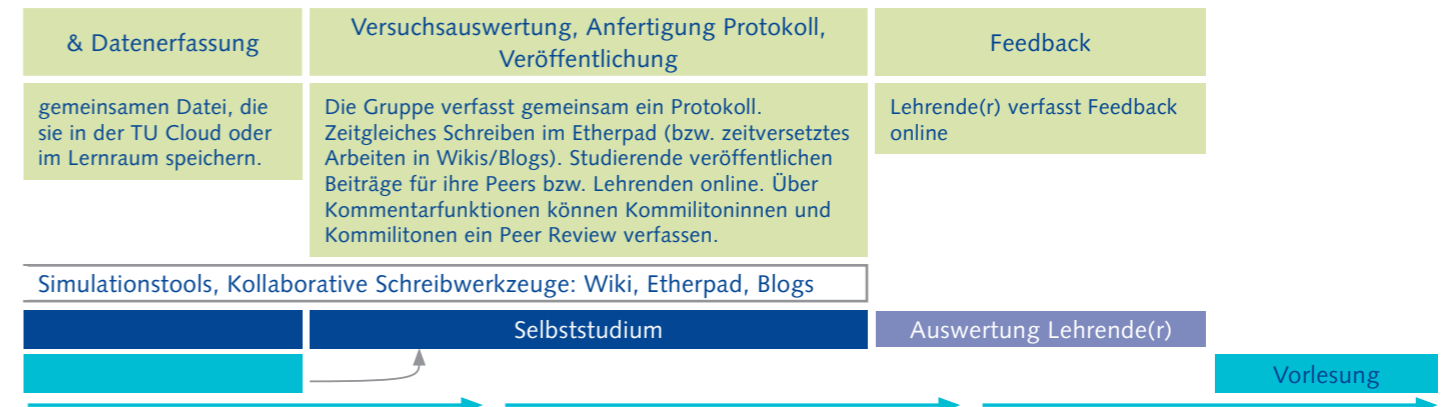 & Datenerfassung
Versuchsauswertung, Anfertigung Protokoll,
Veröffentlichung
Feedback
gemeinsamen Datei, die
sie in der TU Cloud oder
im Lernraum speichern.
Die Gruppe verfasst gemeinsam ein Protokoll.
Zeitgleiches Schreiben im Etherpad (bzw. zeitversetztes
Arbeiten in Wikis/Blogs). Studierende veröffentlichen
Beiträge für ihre Peers bzw. Lehrenden online. Über
Kommentarfunktionen können Kommilitoninnen und
Kommilitonen ein Peer Review verfassen.
Lehrende(r) verfasst Feedback
online
Simulationstools, Kollaborative Schreibwerkzeuge: Wiki, Etherpad, Blogs
Selbststudium
Auswertung Lehrende(r)
Vorlesung